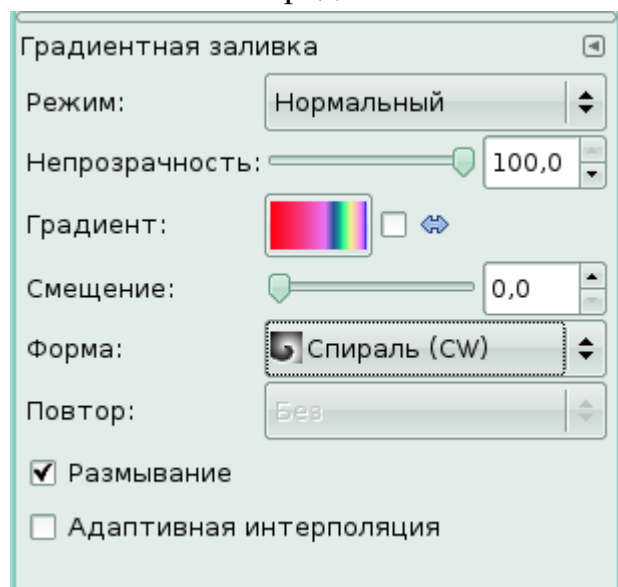 Градиентная заливка
Режим: Нормальный
Непрозрачность: 100,0
Градиент:
Смещение: 0,0
Форма: Спираль (CW)
Повтор: Без
Размывание
Адаптивная интерполяция